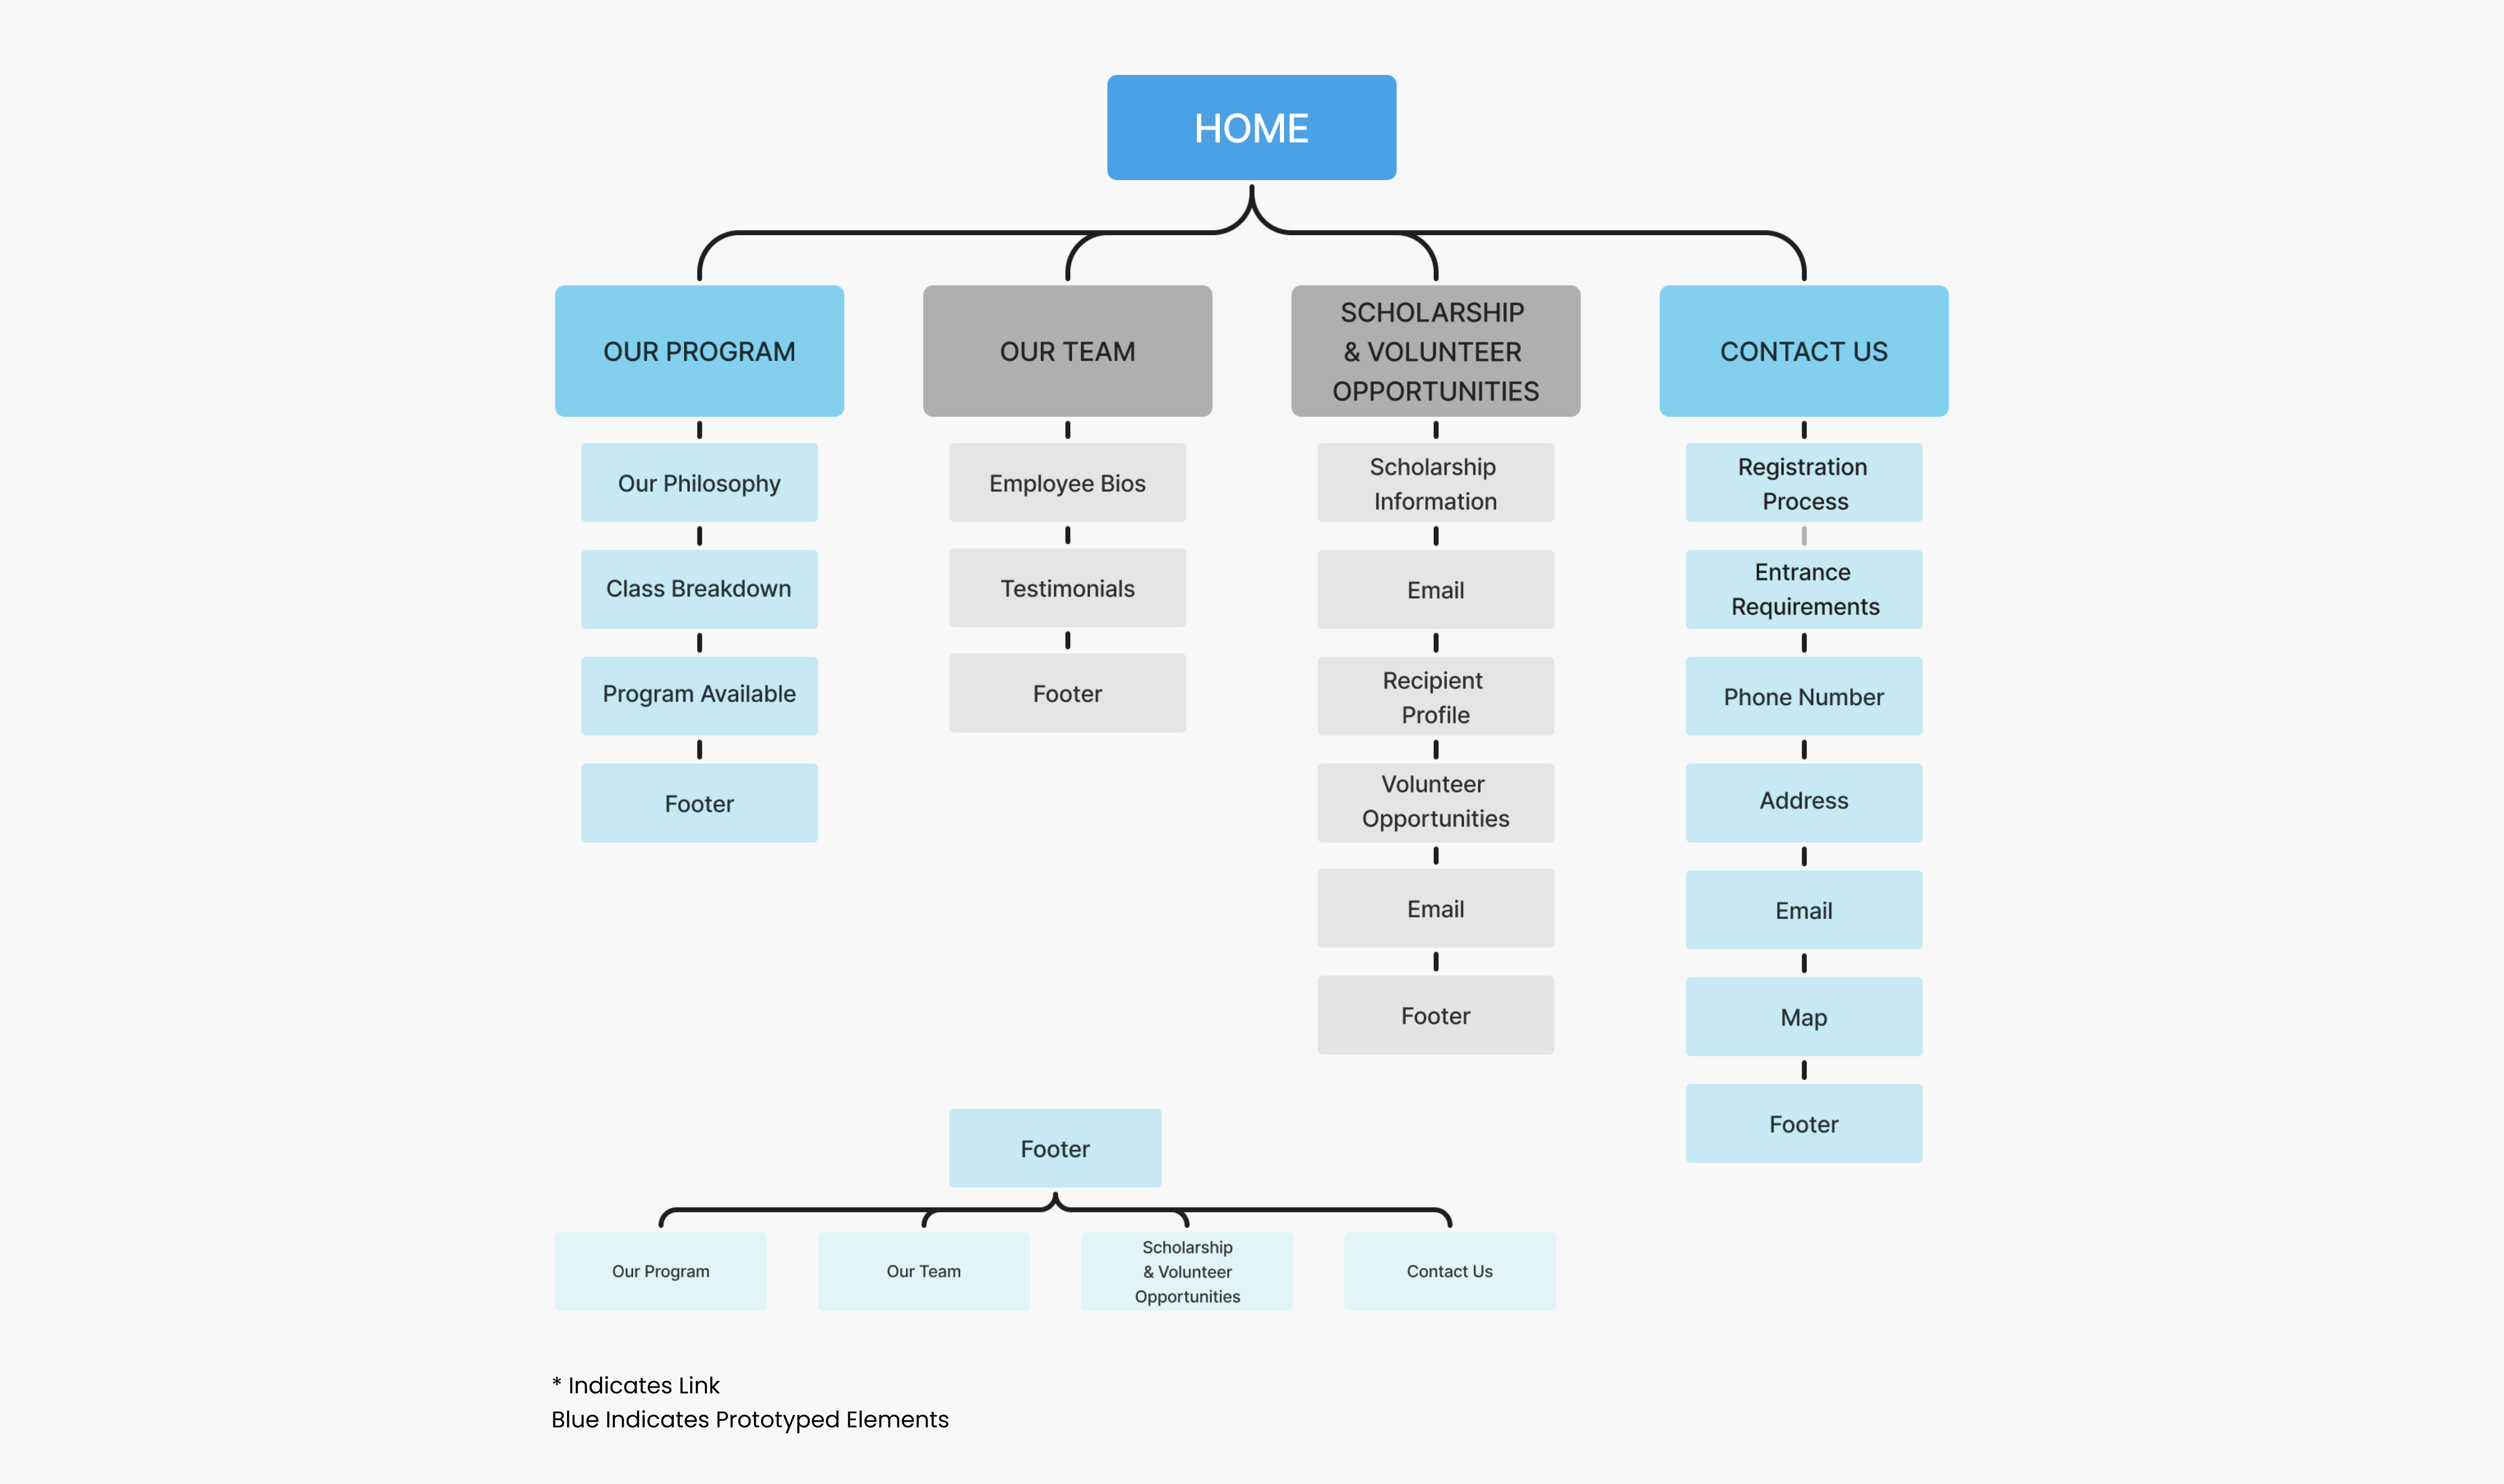 HOME
OUR PROGRAM
Our Philosophy
Class Breakdown
Program Available
Footer
OUR TEAM
Employee Bios
Testimonials
Footer
SCHOLARSHIP
& VOLUNTEER
OPPORTUNITIES
Scholarship
Information
Email
Recipient
Profile
Volunteer
Opportunities
Email
Footer
CONTACT US
Registration
Process
Entrance
Requirements
Phone Number
Address
Email
Map
Footer
Footer
Our Program
Our Team
Scholarship
& Volunteer
Opportunities
Contact Us
* Indicates Link
Blue Indicates Prototyped Elements